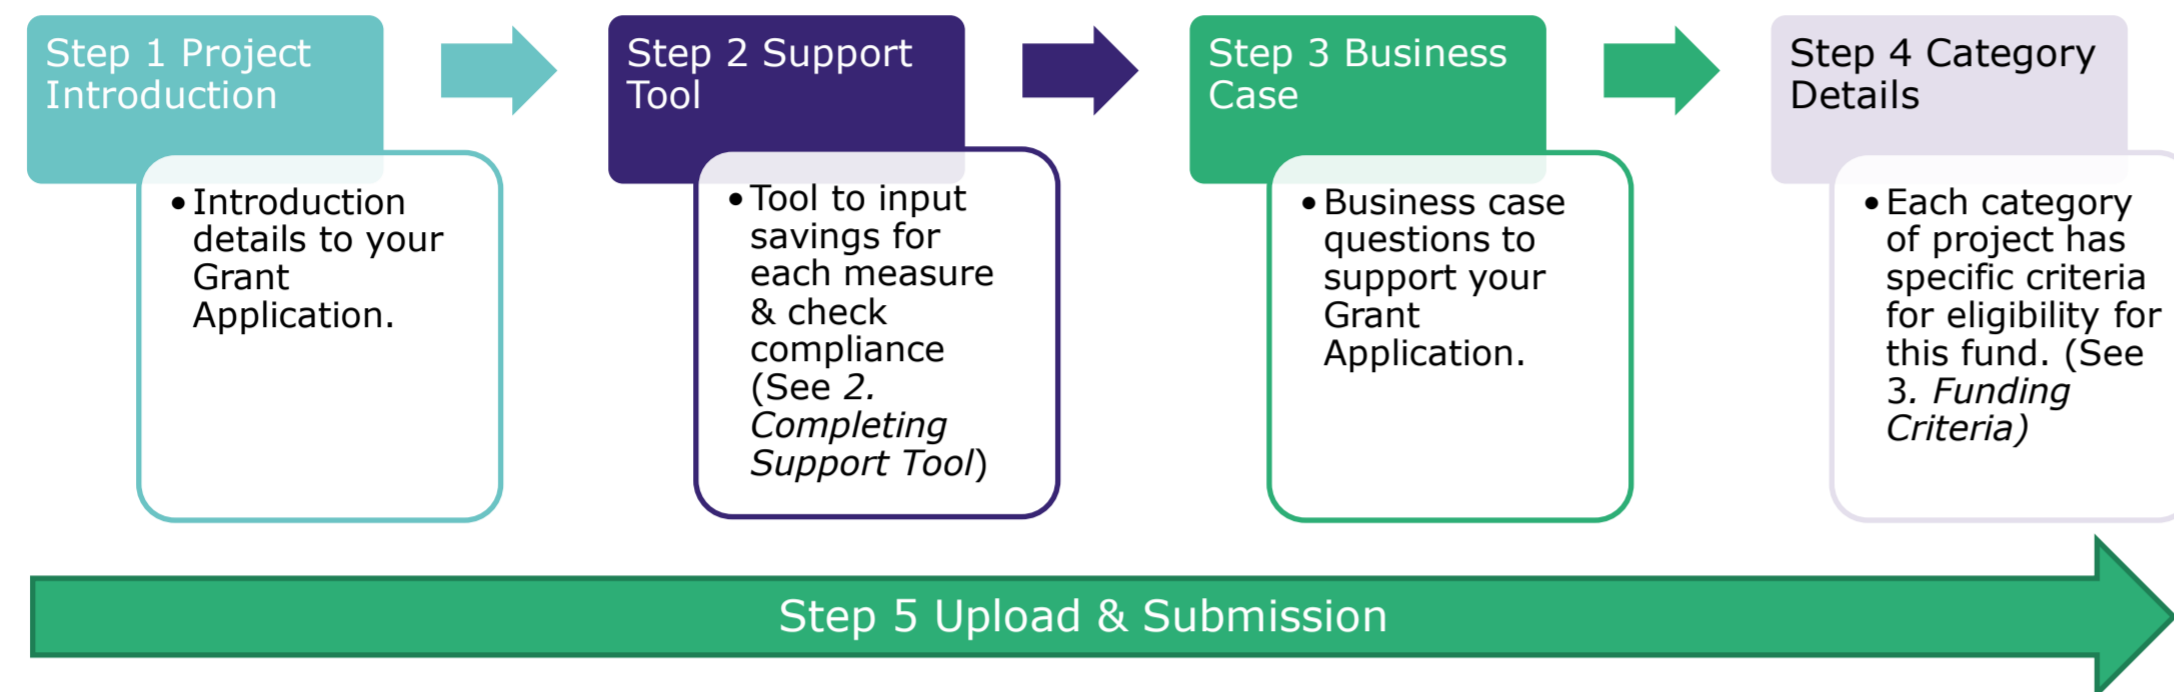 Step 1 Project
Introduction
•Introduction
details to your
Grant
Application.
Step 2 Support
Tool
•Tool to input
savings for
each measure
& check
compliance
(See 2.
Completing
Support Tool)
Step 3 Business
Case
•Business case
questions to
support your
Grant
Application.
Step 4 Category
Details
•Each category
of project has
specific criteria
for eligibility for
this fund. (See
3. Funding
Criteria)
Step 5 Upload & Submission